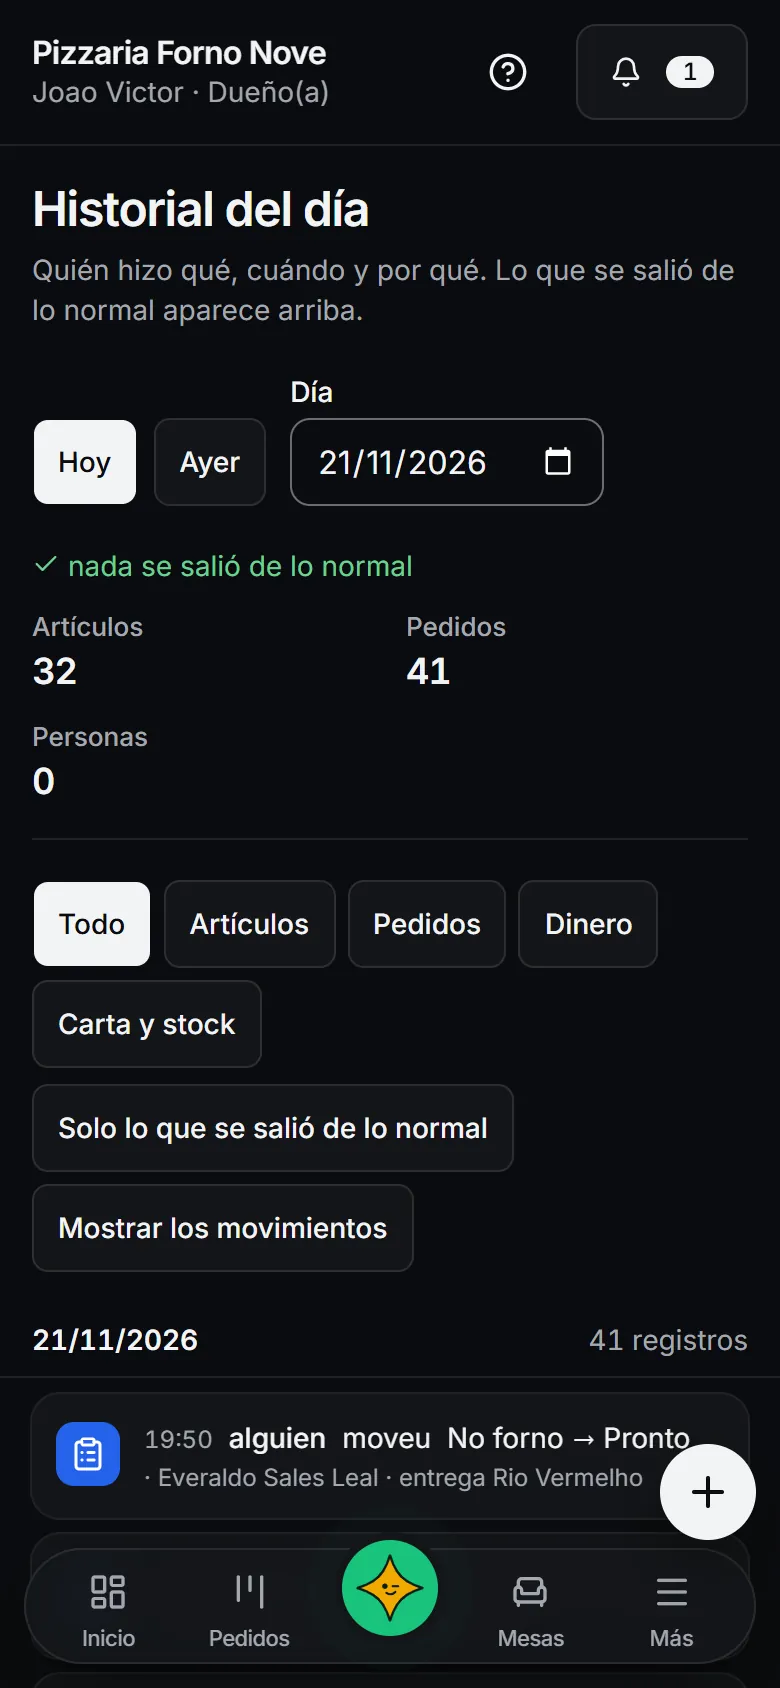 Pizzaria Forno Nove
Joao Victor · Dueño(a)
1
Historial del día
Quién hizo qué, cuándo y por qué. Lo que se salió de
lo normal aparece arriba.
Día
Hoy
Ayer
21/11/2026
nada se salió de lo normal
Artículos
Pedidos
32
41
Personas
0
Todo
Artículos
Pedidos
Dinero
Carta y stock
Solo lo que se salió de lo normal
Mostrar los movimientos
21/11/2026
41 registros
19:50 alguien moveu No forno → Pronto
· Everaldo Sales Leal · entrega Rio Vermelho
Inicio
Pedidos
Mesas
Más